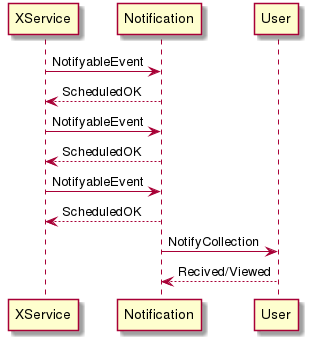 XService Notification User
NotifyableEvent
ScheduledOK
NotifyableEvent
ScheduledOK
NotifyableEvent
ScheduledOK
NotifyCollection
Recived/Viewed
XService Notification User